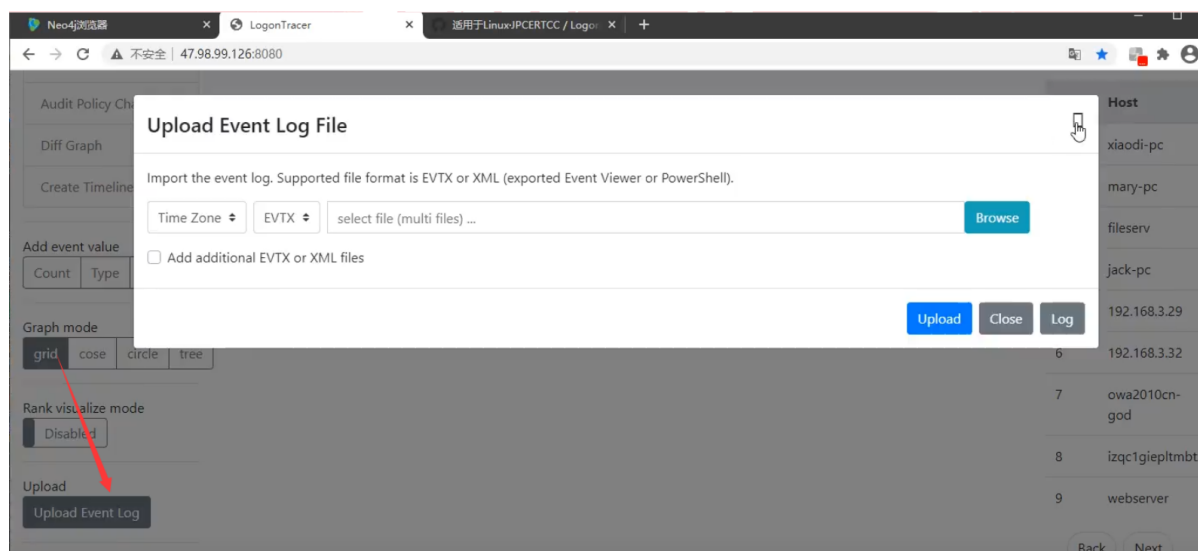 Neo4j浏览器
LogonTracer
适用于Linux·JPCERTCC / Logon
不安全 | 47.98.99.126:8080
Audit Policy Ch
Diff Graph
Create Timeline
Add event value
Count Type
Graph mode
grid cose circle tree
Rank visualize mode
Disabled
Upload
Upload Event Log
Upload Event Log File
Import the event log. Supported file format is EVTX or XML (exported Event Viewer or PowerShell).
Time Zone EVTX select file (multi files) ... Browse
Add additional EVTX or XML files
Upload Close Log
Host
xiaodi-pc
mary-pc
fileserv
jack-pc
192.168.3.29
6 192.168.3.32
7 owa2010cn-
god
8 izqc1giepltmbt
9 webserver
Back Next